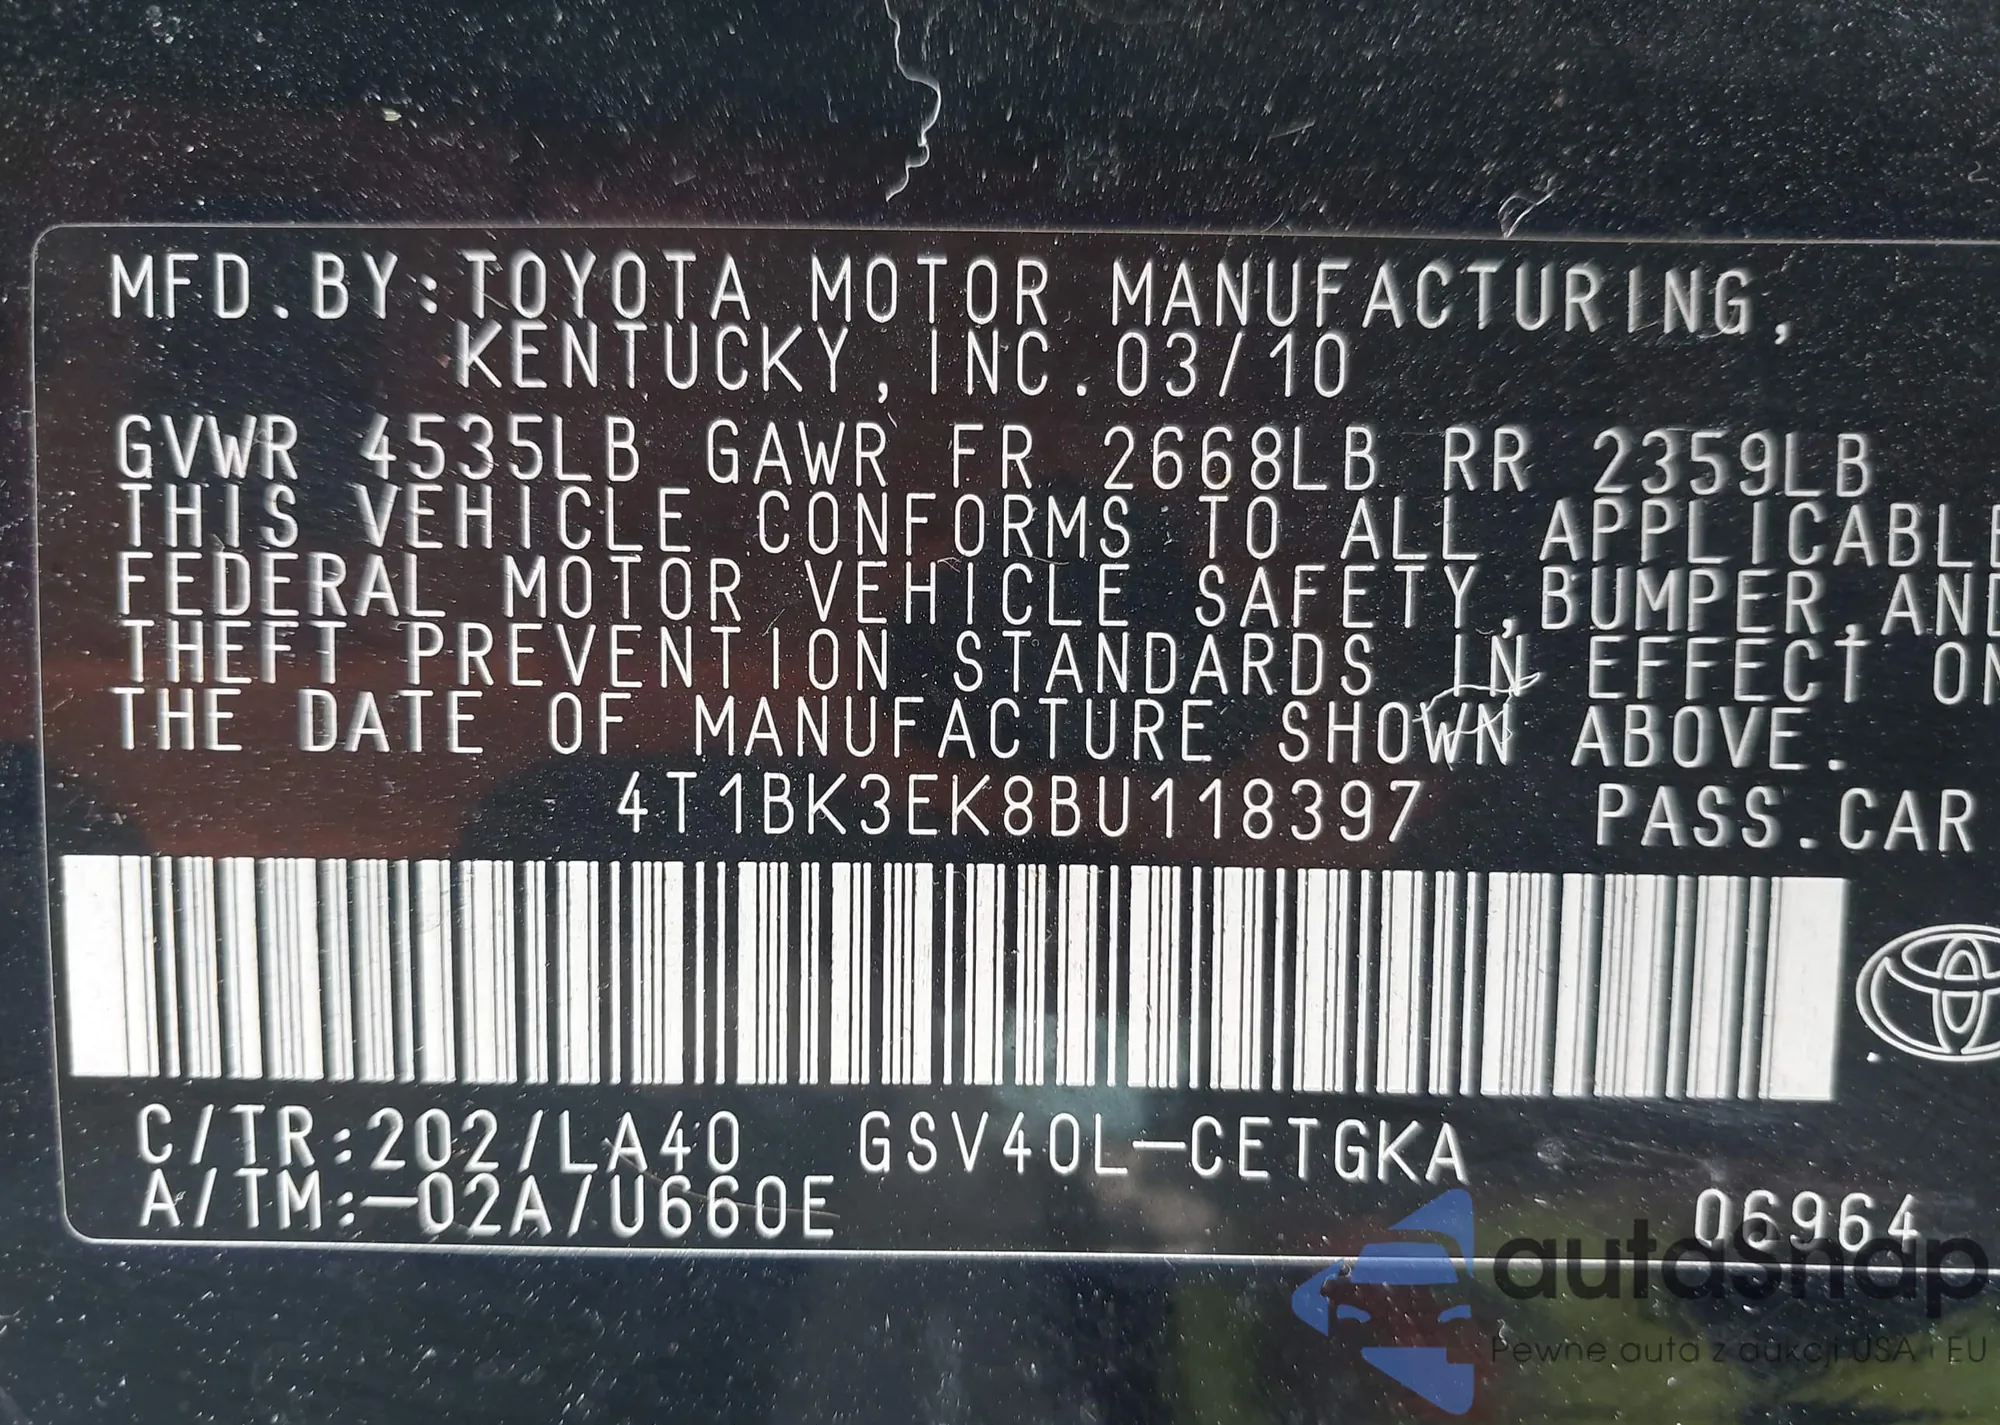 MFD.BY:TOYOTA MOTOR MANUFACTURING,
KENTUCKY, INC. 03/10
GVWR 4535LB GAWR FR 2668LB RR 2359LB
THIS VEHICLE CONFORMS TO ALL APPLICABLE
FEDERAL MOTOR VEHICLE SAFETY,BUMPER,AND
THEFT PREVENTION STANDARDS IN EFFECT ON
THE DATE OF MANUFACTURE SHOWN ABOVE.
4T1BK3EK8BU118397 PASS.CAR
C/TR:202/LA40 GSV40L-CETGKA
A/TM:-02A/U660E
06964
autasnap
Pewne auta z aukcji USA i EU